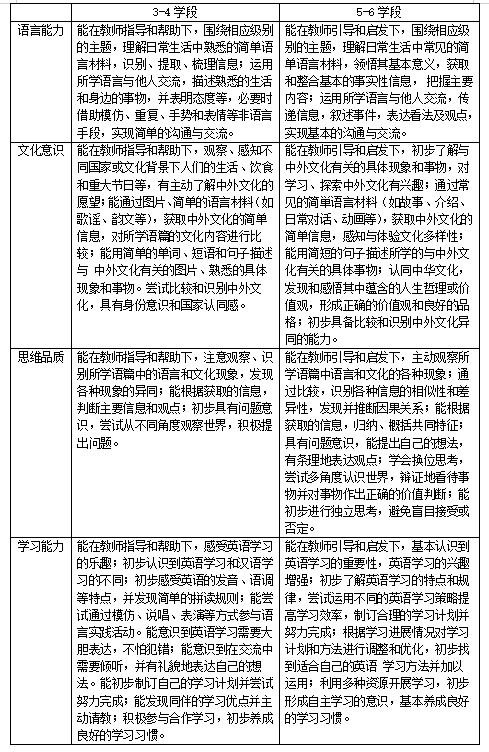 3-4 学段
5-6 学段
语言能力
能在教师指导和帮助下，围绕相应级别
的主题，理解日常生活中熟悉的简单语
言材料，识别、提取、梳理信息；运用
所学语言与他人交流，描述熟悉的生活
和身边的事物，并表明态度等，必要时
借助模仿、重复、手势和表情等非语言
手段，实现简单的沟通与交流。
能在教师引导和启发下，围绕相应级
别的主题，理解日常生活中常见的简
单语言材料，领悟其基本意义，获取
和整合基本的事实性信息， 把握主要
内容；运用所学语言与他人交流，传
递信息，叙述事件，表达看法及观点，
实现基本的沟通与交流。
文化意识
能在教师指导和帮助下，观察、感知不
同国家或文化背景下人们的生活、饮食
和重大节日等，有主动了解中外文化的
愿望；能通过图片、简单的语言材料（如
歌谣、韵文等），获取中外文化的简单
信息，对所学语篇的文化内容进行比
较；能用简单的单词、短语和句子描述
与 中外文化有关的图片、熟悉的具体
现象和事物。尝试比较和识别中外文
化，具有身份意识和国家认同感。
能在教师引导和启发下，初步了解与
中外文化有关的具体现象和事物，对
学习、探索中外文化有兴趣；通过常
见的简单语言材料（如故事、介绍、
日常对话、动画等），获取中外文化的
简单信息，感知与体验文化多样性；
能用简短的句子描述所学的与中外文
化有关的具体事物；认同中华文化，
发现和感悟其中蕴含的人生哲理或价
值观，形成正确的价值观和良好的品
格；初步具备比较和识别中外文化异
同的能力。
思维品质
能在教师指导和帮助下，注意观察、识
别所学语篇中的语言和文化现象，发现
各种现象的异同；能根据获取的信息，
判断主要信息和观点；初步具有问题意
识，尝试从不同角度观察世界，积极提
出问题。
能在教师引导和启发下，主动观察所
学语篇中语言和文化的各种现象；通
过比较，识别各种信息的相似性和差
异性，发现并推断因果关系；能根据
获取的信息，归纳、概括共同特征；
具有问题意识，能提出自己的想法，
有条理地表达观点；学会换位思考，
尝试多角度认识世界，辩证地看待事
物并对事物作出正确的价值判断；能
初步进行独立思考，避免盲目接受或
否定。
学习能力
能在教师指导和帮助下，感受英语学习
的乐趣；初步认识到英语学习和汉语学
习的不同；初步感受英语的发音、语调
等特点，并发现简单的拼读规则；能尝
试通过模仿、说唱、表演等方式参与语
言实践活动。能意识到英语学习需要大
胆表达，不怕犯错；能意识到在交流中
需要倾听，并有礼貌地表达自己的想
法。能初步制订自己的学习计划并尝试
努力完成；能发现同伴的学习优点并主
动请教；积极参与合作学习，初步养成
良好的学习习惯。
能在教师引导和启发下，基本认识到
英语学习的重要性，英语学习的兴趣
增强；初步了解英语学习的特点和规
律，尝试运用不同的英语学习策略提
高学习效率，制订合理的学习计划并
努力完成；根据学习进展情况对学习
计划和方法进行调整和优化，初步找
到适合自己的英语 学习方法并加以
运用；利用多种资源开展学习，初步
形成自主学习的意识，基本养成良好
的学习习惯。